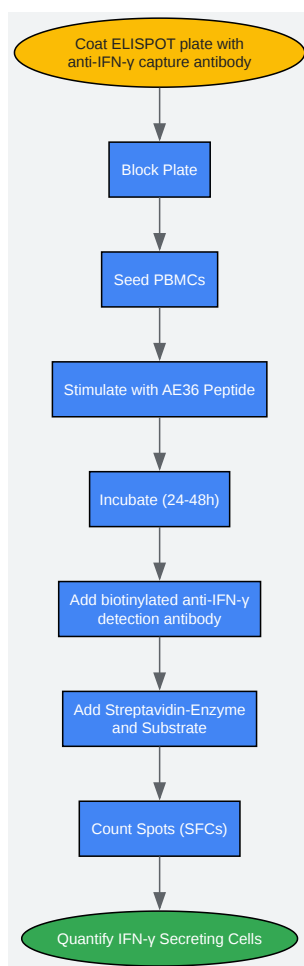 Coat ELISPOT plate with
anti-IFN-γ capture antibody
Block Plate
Seed PBMCs
Stimulate with AE36 Peptide
Incubate (24-48h)
Add biotinylated anti-IFN-γ
detection antibody
Add Streptavidin-Enzyme
and Substrate
Count Spots (SFCs)
Quantify IFN-γ Secreting Cells